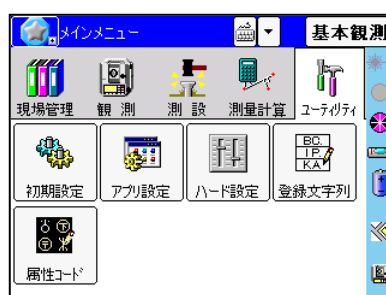 メインメニュー
基本観測
現場管理 観 測 測 設 測量計算 ユーティリティ
BC.
I P.
KA
初期設定 アプリ設定 ハード設定 登録文字列
属性コード